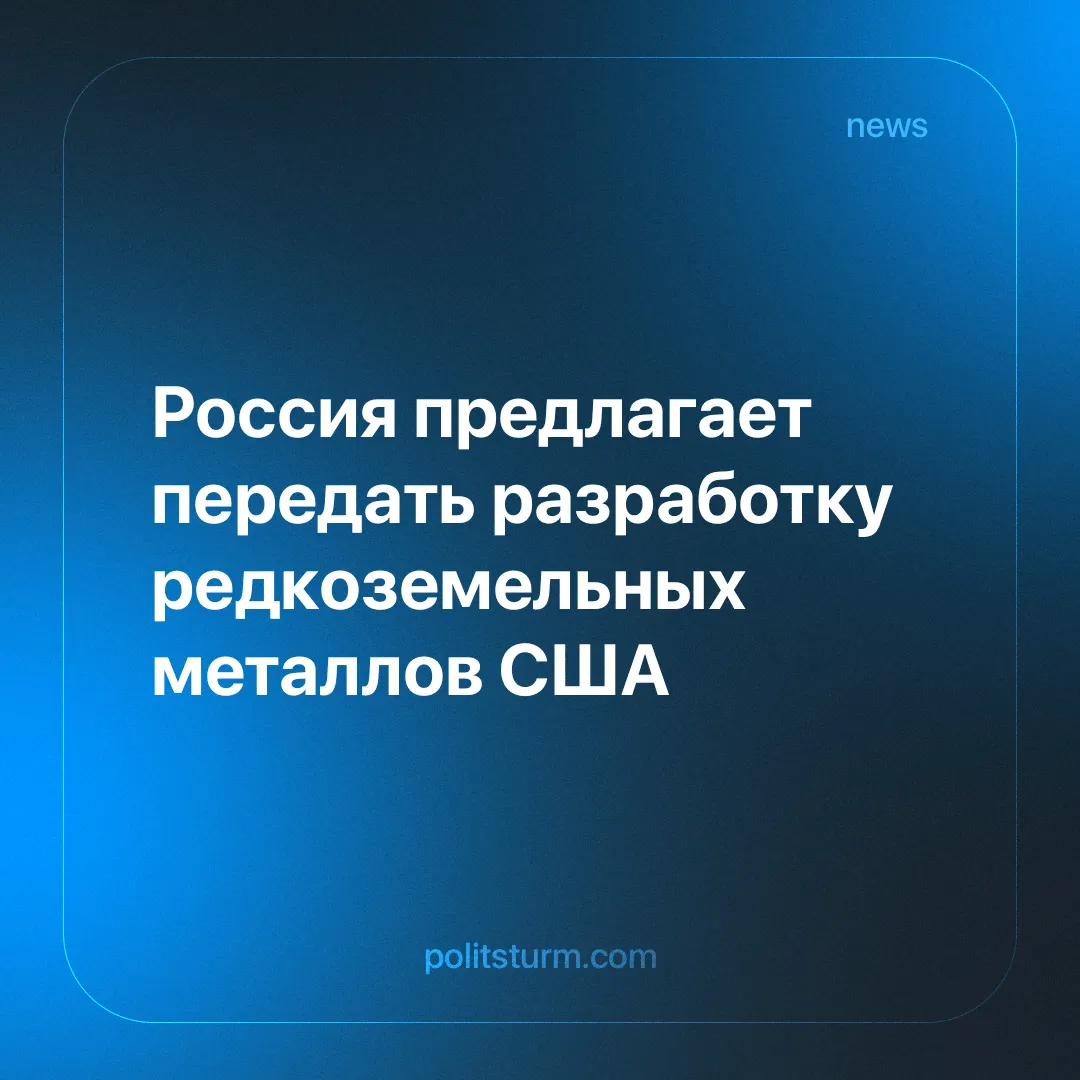 news
Россия предлагает
передать разработку
редкоземельных
металлов США
politsturm.com